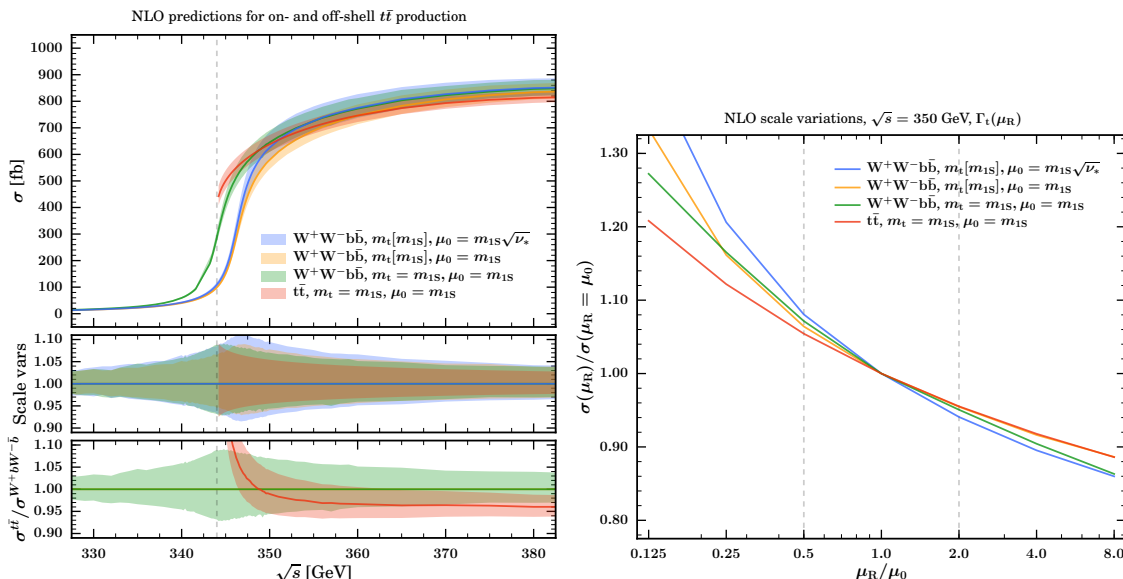 NLO predictions for on- and off-shell tt̄ production
1000
900
800
700
600
500
400
300
200
100
0
σ [fb]
W⁺W⁻bb̄, mₜ[m₁S], μ₀ = m₁S√ν*
W⁺W⁻bb̄, mₜ[m₁S], μ₀ = m₁S
W⁺W⁻bb̄, mₜ = m₁S, μ₀ = m₁S
tt̄, mₜ = m₁S, μ₀ = m₁S
1.10
1.05
1.00
0.95
0.90
Scale vars
1.10
1.05
1.00
0.95
0.90
σ^{tt̄}/σ^{W⁺bW⁻b̄}
330 340 350 360 370 380
√s [GeV]
NLO scale variations, √s = 350 GeV, Γₜ(μ_R)
1.30
1.20
1.10
1.00
0.90
0.80
σ(μ_R)/σ(μ_R = μ₀)
W⁺W⁻bb̄, mₜ[m₁S], μ₀ = m₁S√ν*
W⁺W⁻bb̄, mₜ[m₁S], μ₀ = m₁S
W⁺W⁻bb̄, mₜ = m₁S, μ₀ = m₁S
tt̄, mₜ = m₁S, μ₀ = m₁S
0.125 0.25 0.5 1.0 2.0 4.0 8.0
μ_R/μ₀